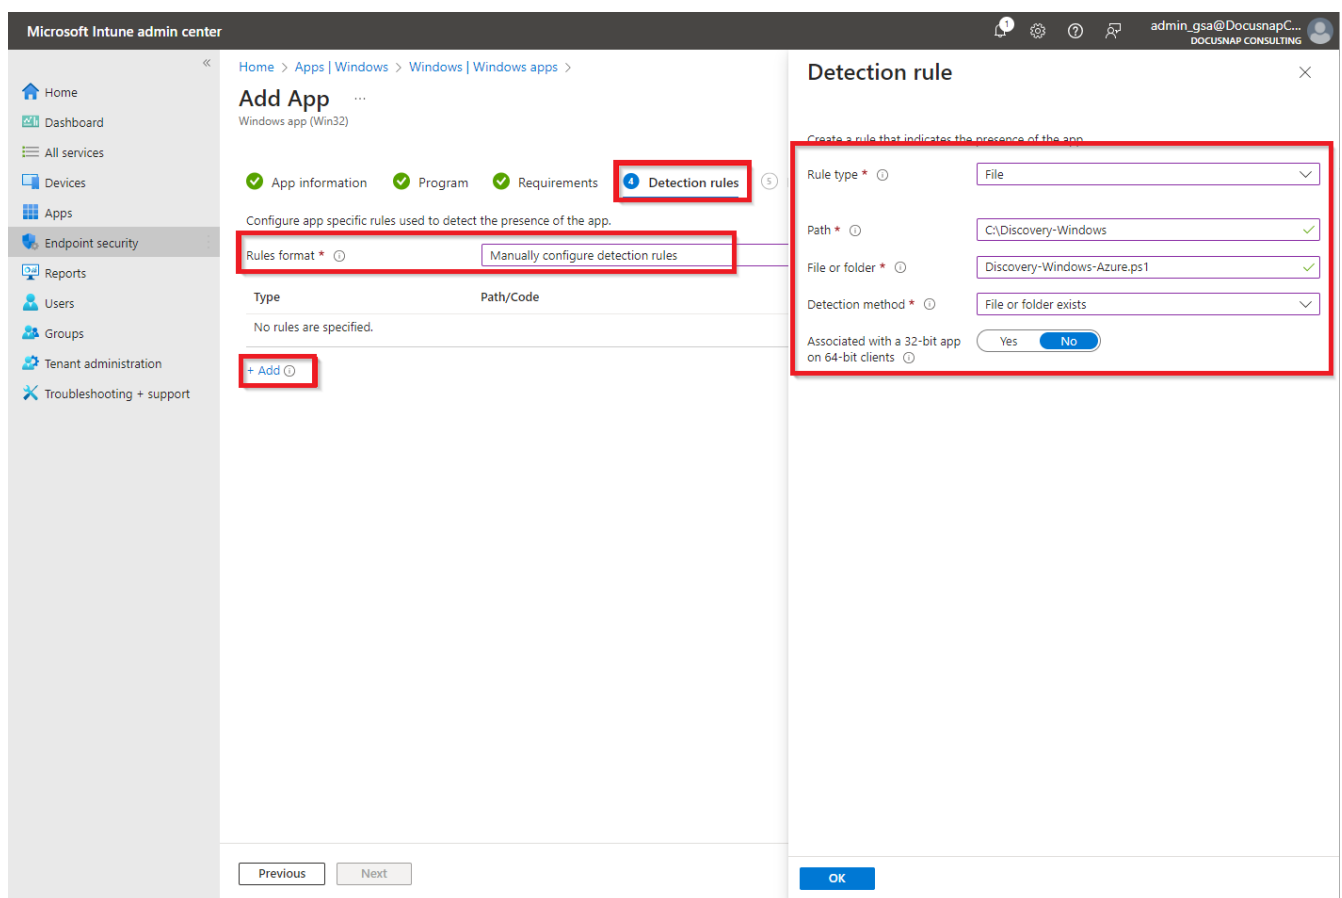 Microsoft Intune admin center
1
admin_gsa@DocusnapC...
DOCUSNAP CONSULTING
«
Home
Dashboard
All services
Devices
Apps
Endpoint security
Reports
Users
Groups
Tenant administration
Troubleshooting + support
Home > Apps | Windows > Windows | Windows apps >
Add App ...
Windows app (Win32)
App information
Program
Requirements
4 Detection rules
5
Configure app specific rules used to detect the presence of the app.
Rules format *
Manually configure detection rules
Type Path/Code
No rules are specified.
+ Add
Previous
Next
Detection rule
Create a rule that indicates the presence of the app.
Rule type * File
Path * C:\Discovery-Windows
File or folder * Discovery-Windows-Azure.ps1
Detection method * File or folder exists
Associated with a 32-bit app
on 64-bit clients
Yes No
OK